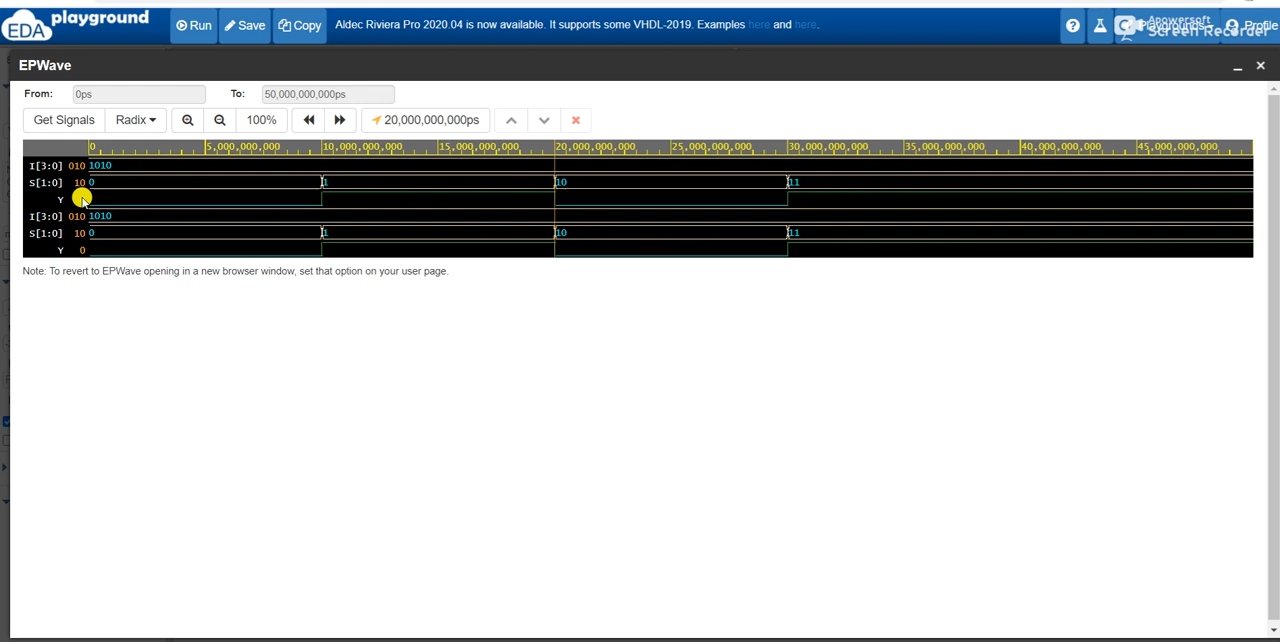 EDA playground Run Save Copy Aldec Riviera Pro 2020.04 is now available. It supports some VHDL-2019. Examples here and here. Playgrounds Profile
Apowersoft
Screen Recorder
EPWave
From: 0ps To: 50,000,000,000ps
Get Signals Radix 100% 20,000,000,000ps
0 5,000,000,000 10,000,000,000 15,000,000,000 20,000,000,000 25,000,000,000 30,000,000,000 35,000,000,000 40,000,000,000 45,000,000,000
I[3:0] 010 1010
S[1:0] 10 0 1 10 11
Y
I[3:0] 010 1010
S[1:0] 10 0 1 10 11
Y 0
Note: To revert to EPWave opening in a new browser window, set that option on your user page.